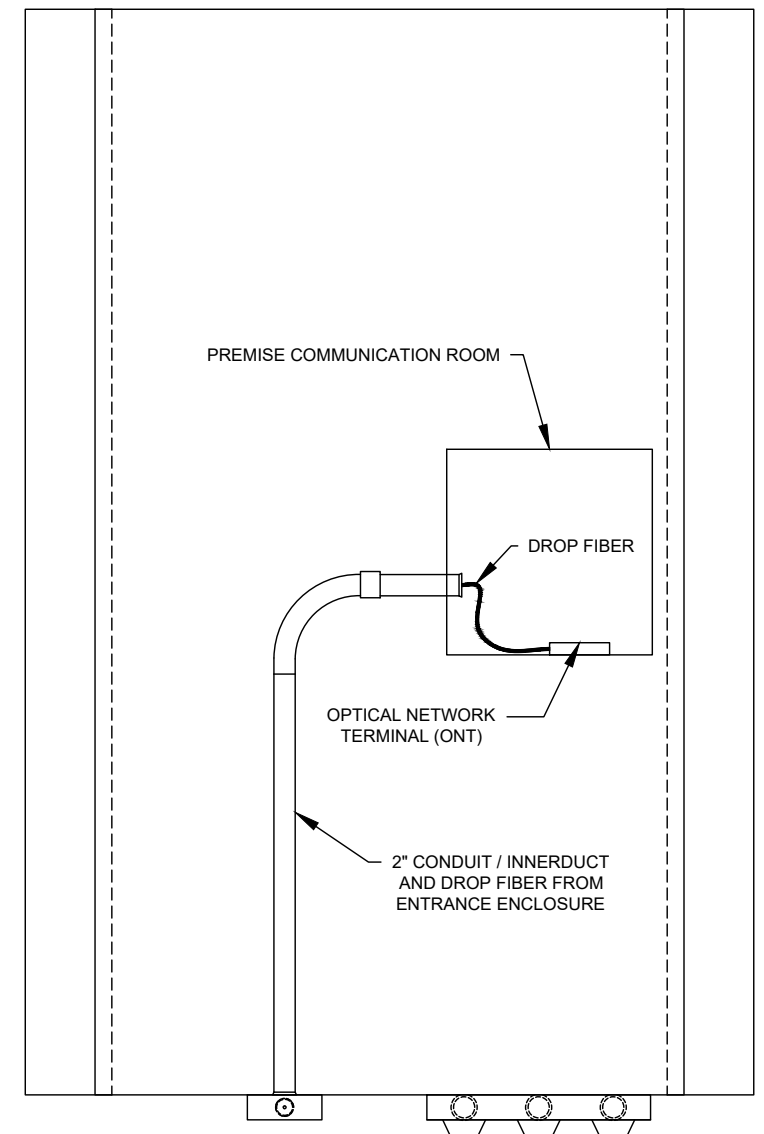 PREMISE COMMUNICATION ROOM
DROP FIBER
OPTICAL NETWORK
TERMINAL (ONT)
2" CONDUIT / INNERDUCT
AND DROP FIBER FROM
ENTRANCE ENCLOSURE